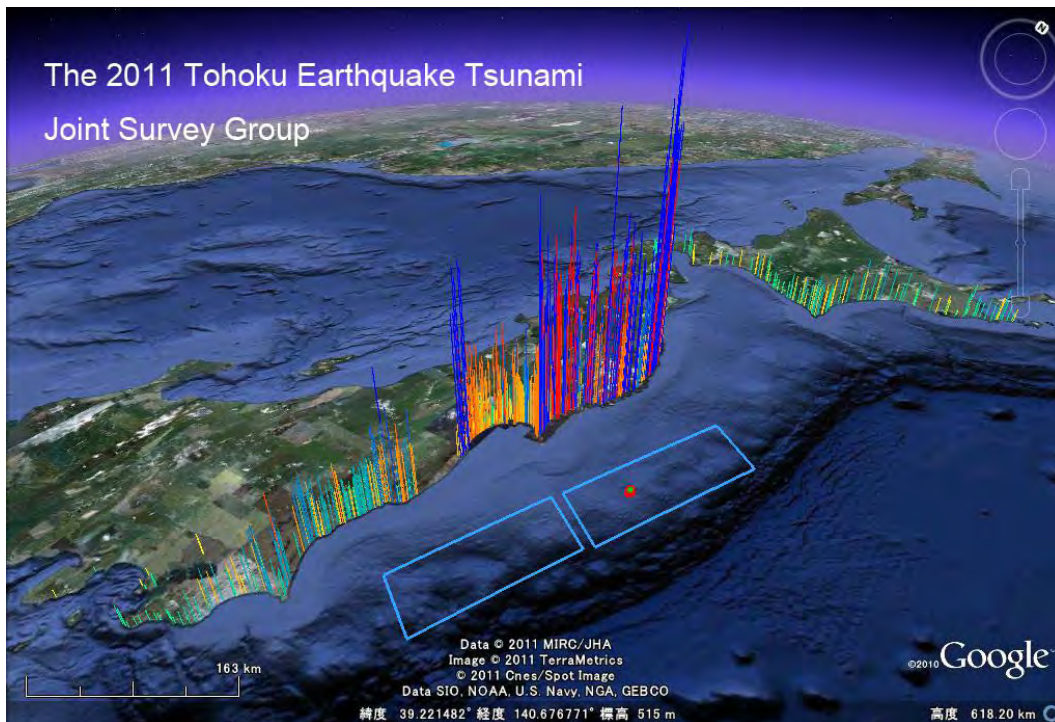 The 2011 Tohoku Earthquake Tsunami
Joint Survey Group
N
163 km
Data © 2011 MIRC/JHA
Image © 2011 TerraMetrics
© 2011 Cnes/Spot Image
Data SIO, NOAA, U.S. Navy, NGA, GEBCO
©2010 Google
緯度 39.221482° 経度 140.676771° 標高 515 m
高度 618.20 km